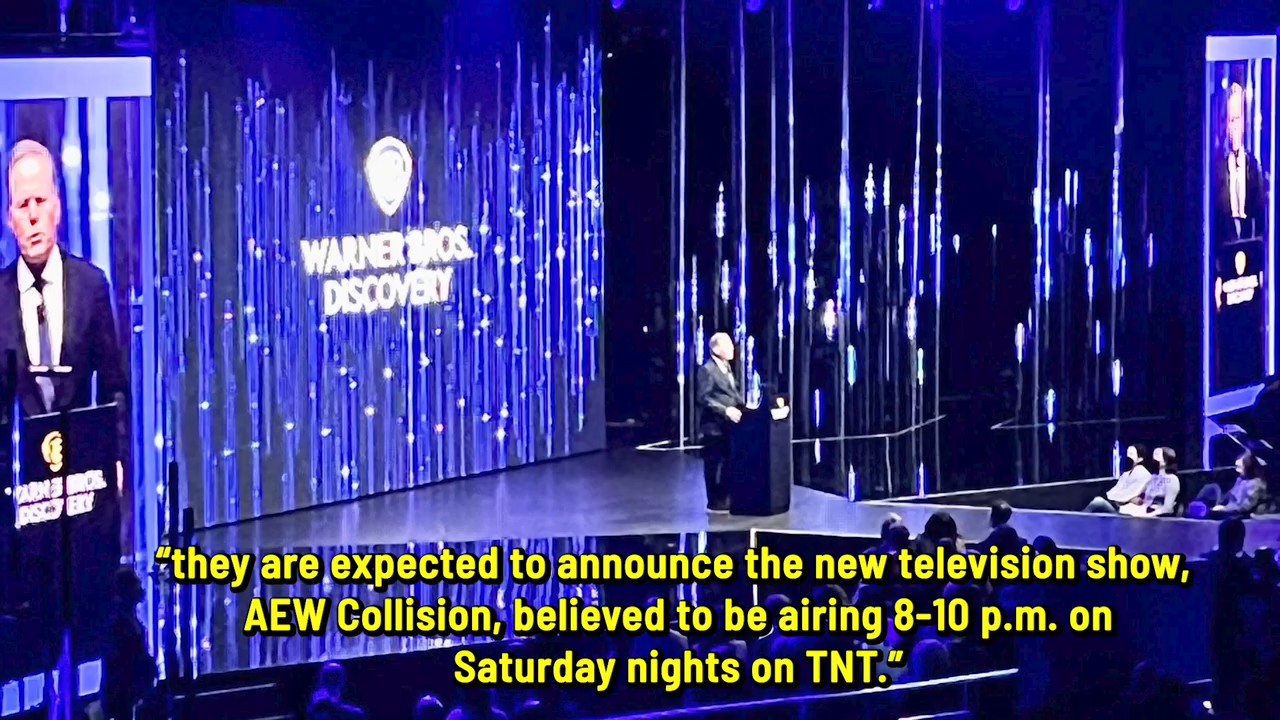 WARNER BROS.
DISCOVERY
“they are expected to announce the new television show,
AEW Collision, believed to be airing 8-10 p.m. on
Saturday nights on TNT.”